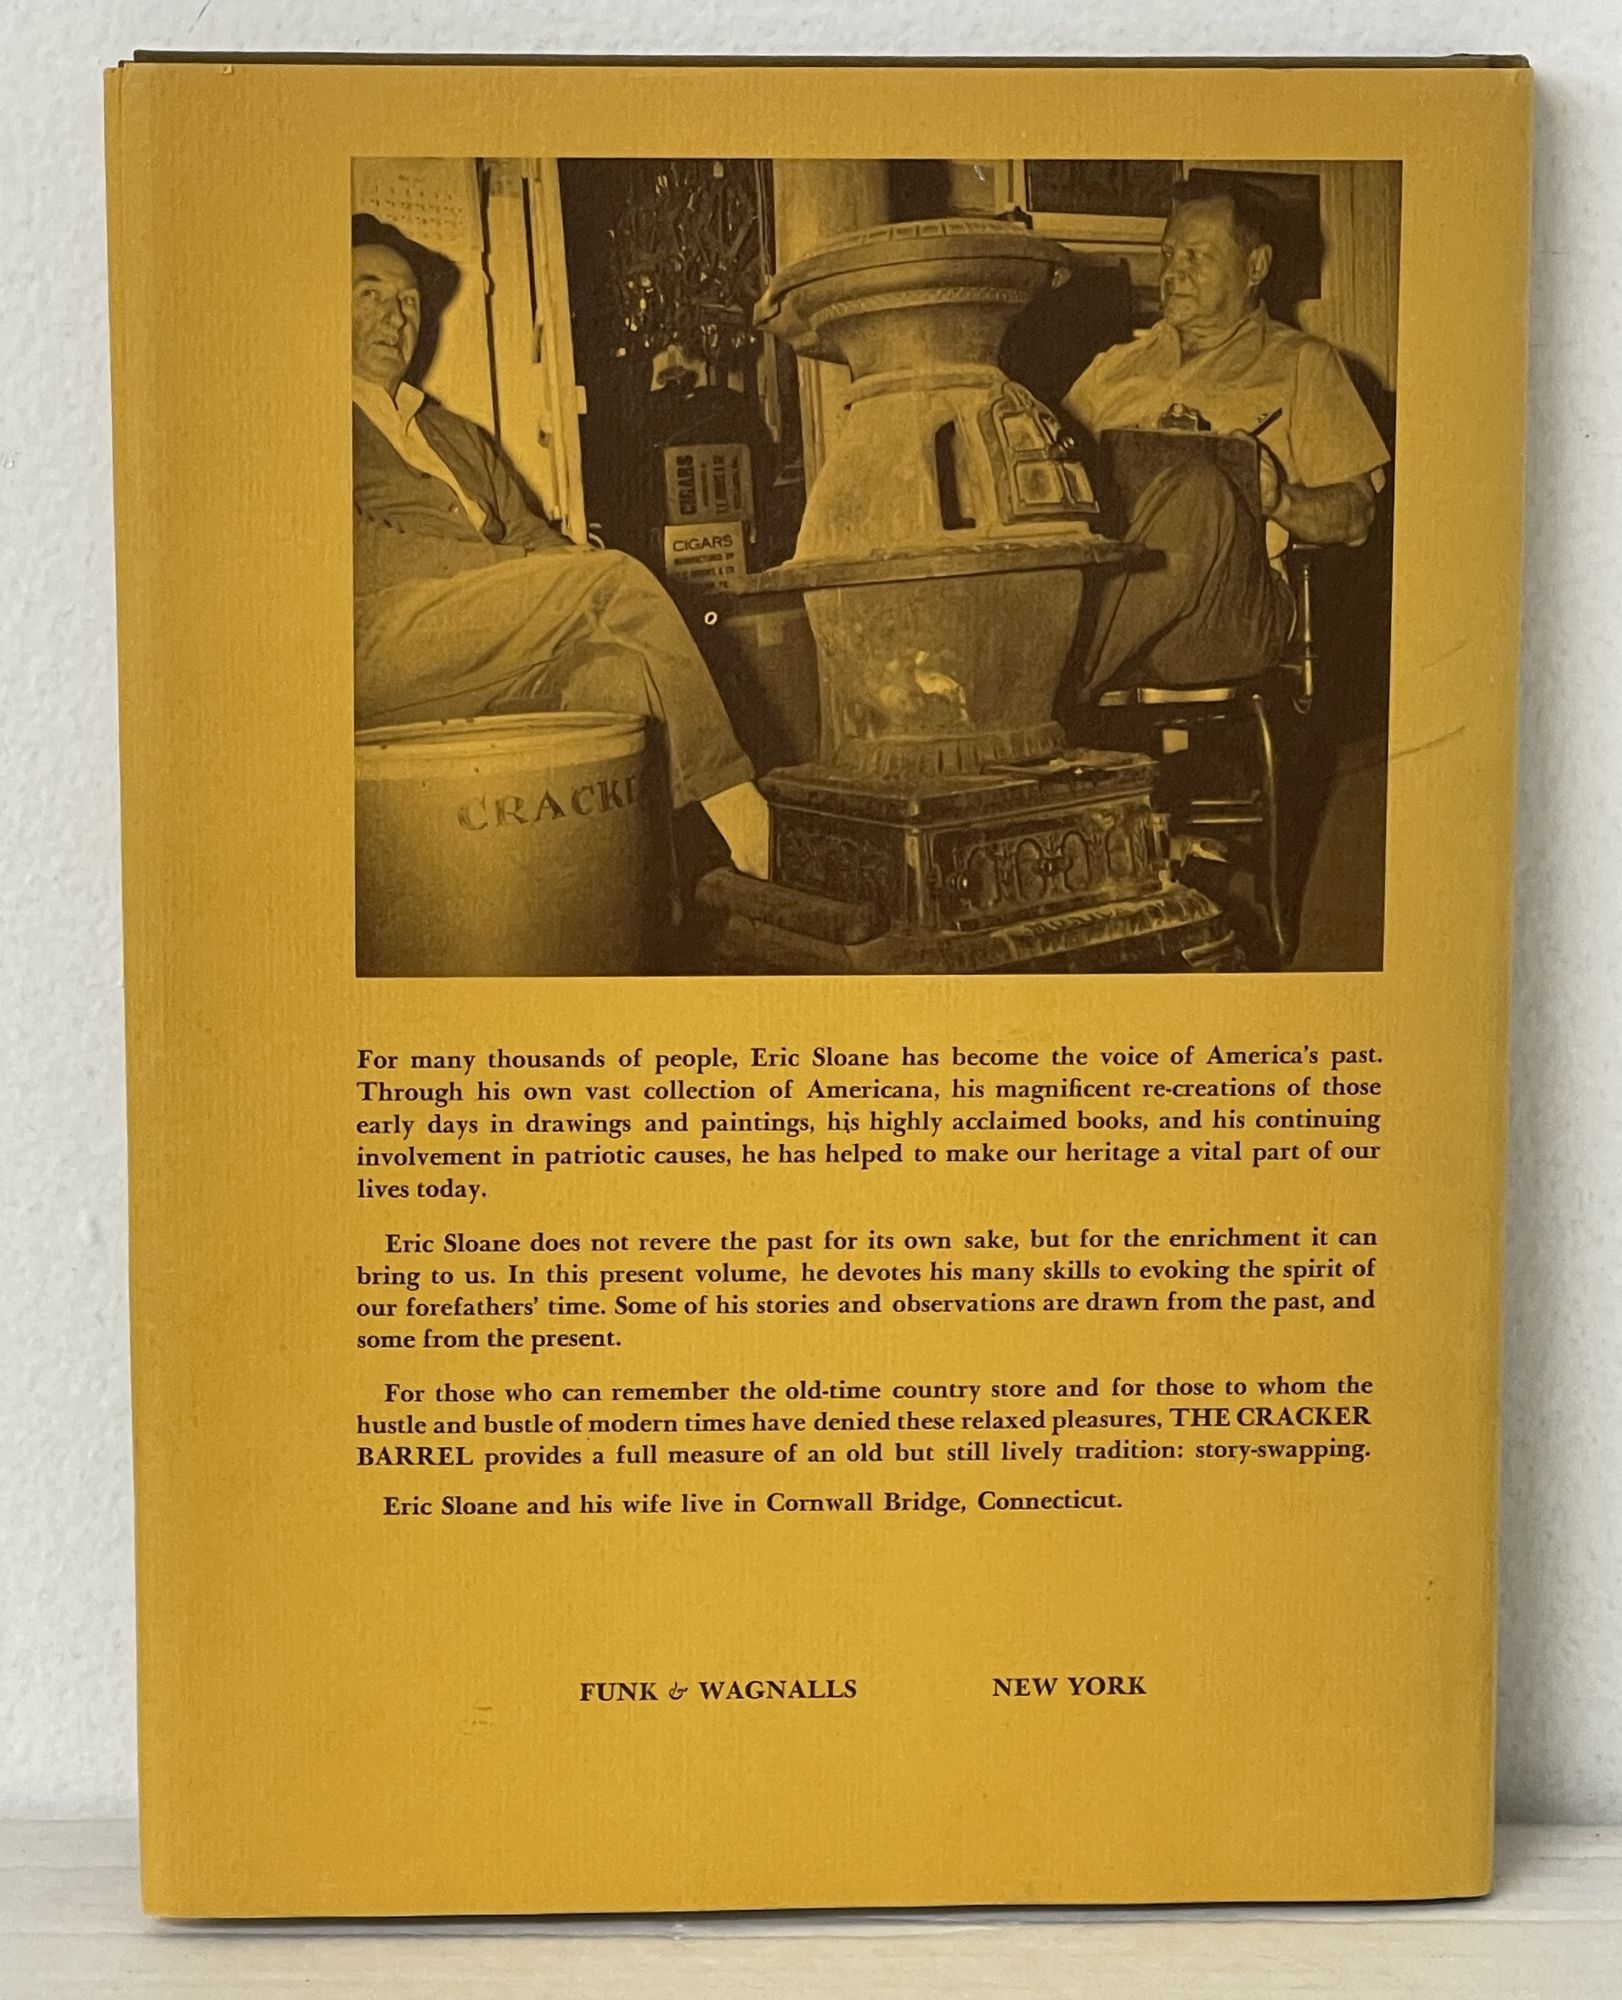 CIGARS
CIGARS
MANUFACTURED BY
CRACKE
For many thousands of people, Eric Sloane has become the voice of America's past.
Through his own vast collection of Americana, his magnificent re-creations of those
early days in drawings and paintings, his highly acclaimed books, and his continuing
involvement in patriotic causes, he has helped to make our heritage a vital part of our
lives today.
Eric Sloane does not revere the past for its own sake, but for the enrichment it can
bring to us. In this present volume, he devotes his many skills to evoking the spirit of
our forefathers' time. Some of his stories and observations are drawn from the past, and
some from the present.
For those who can remember the old-time country store and for those to whom the
hustle and bustle of modern times have denied these relaxed pleasures, THE CRACKER
BARREL provides a full measure of an old but still lively tradition: story-swapping.
Eric Sloane and his wife live in Cornwall Bridge, Connecticut.
FUNK & WAGNALLS NEW YORK